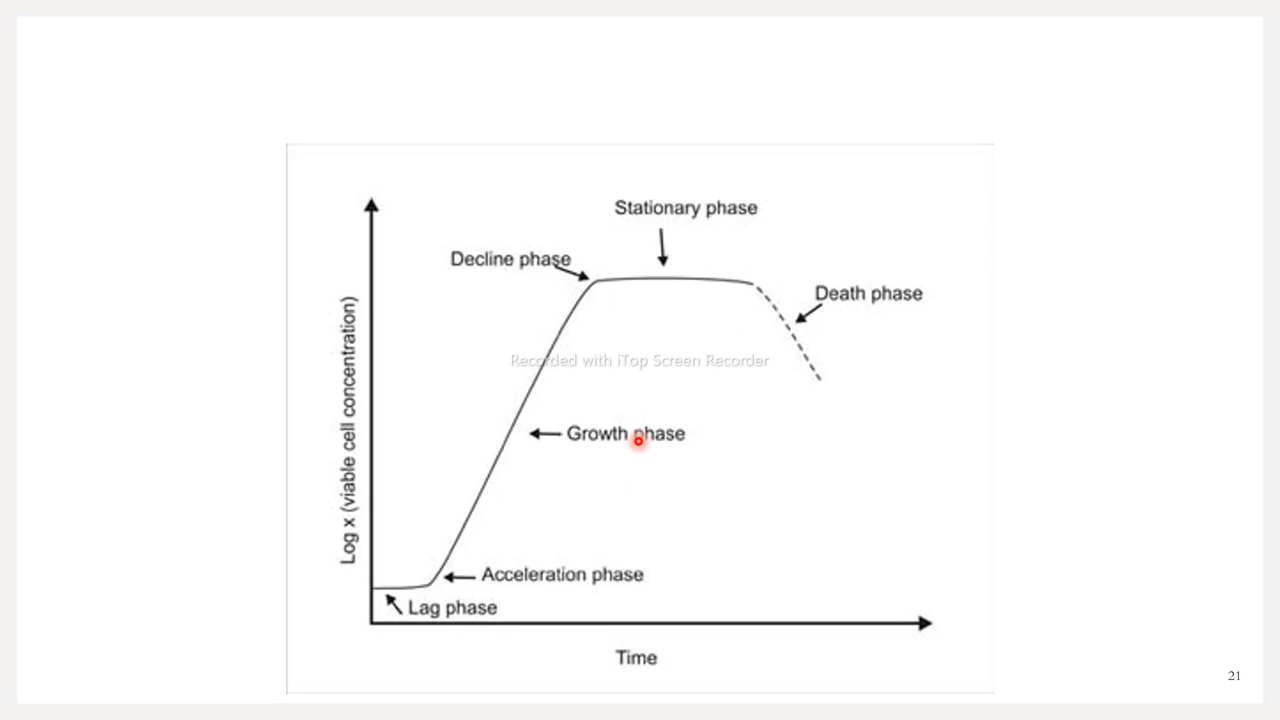 Stationary phase
Decline phase
Death phase
Log x (viable cell concentration)
Recorded with iTop Screen Recorder
Growth phase
Acceleration phase
Lag phase
Time
21